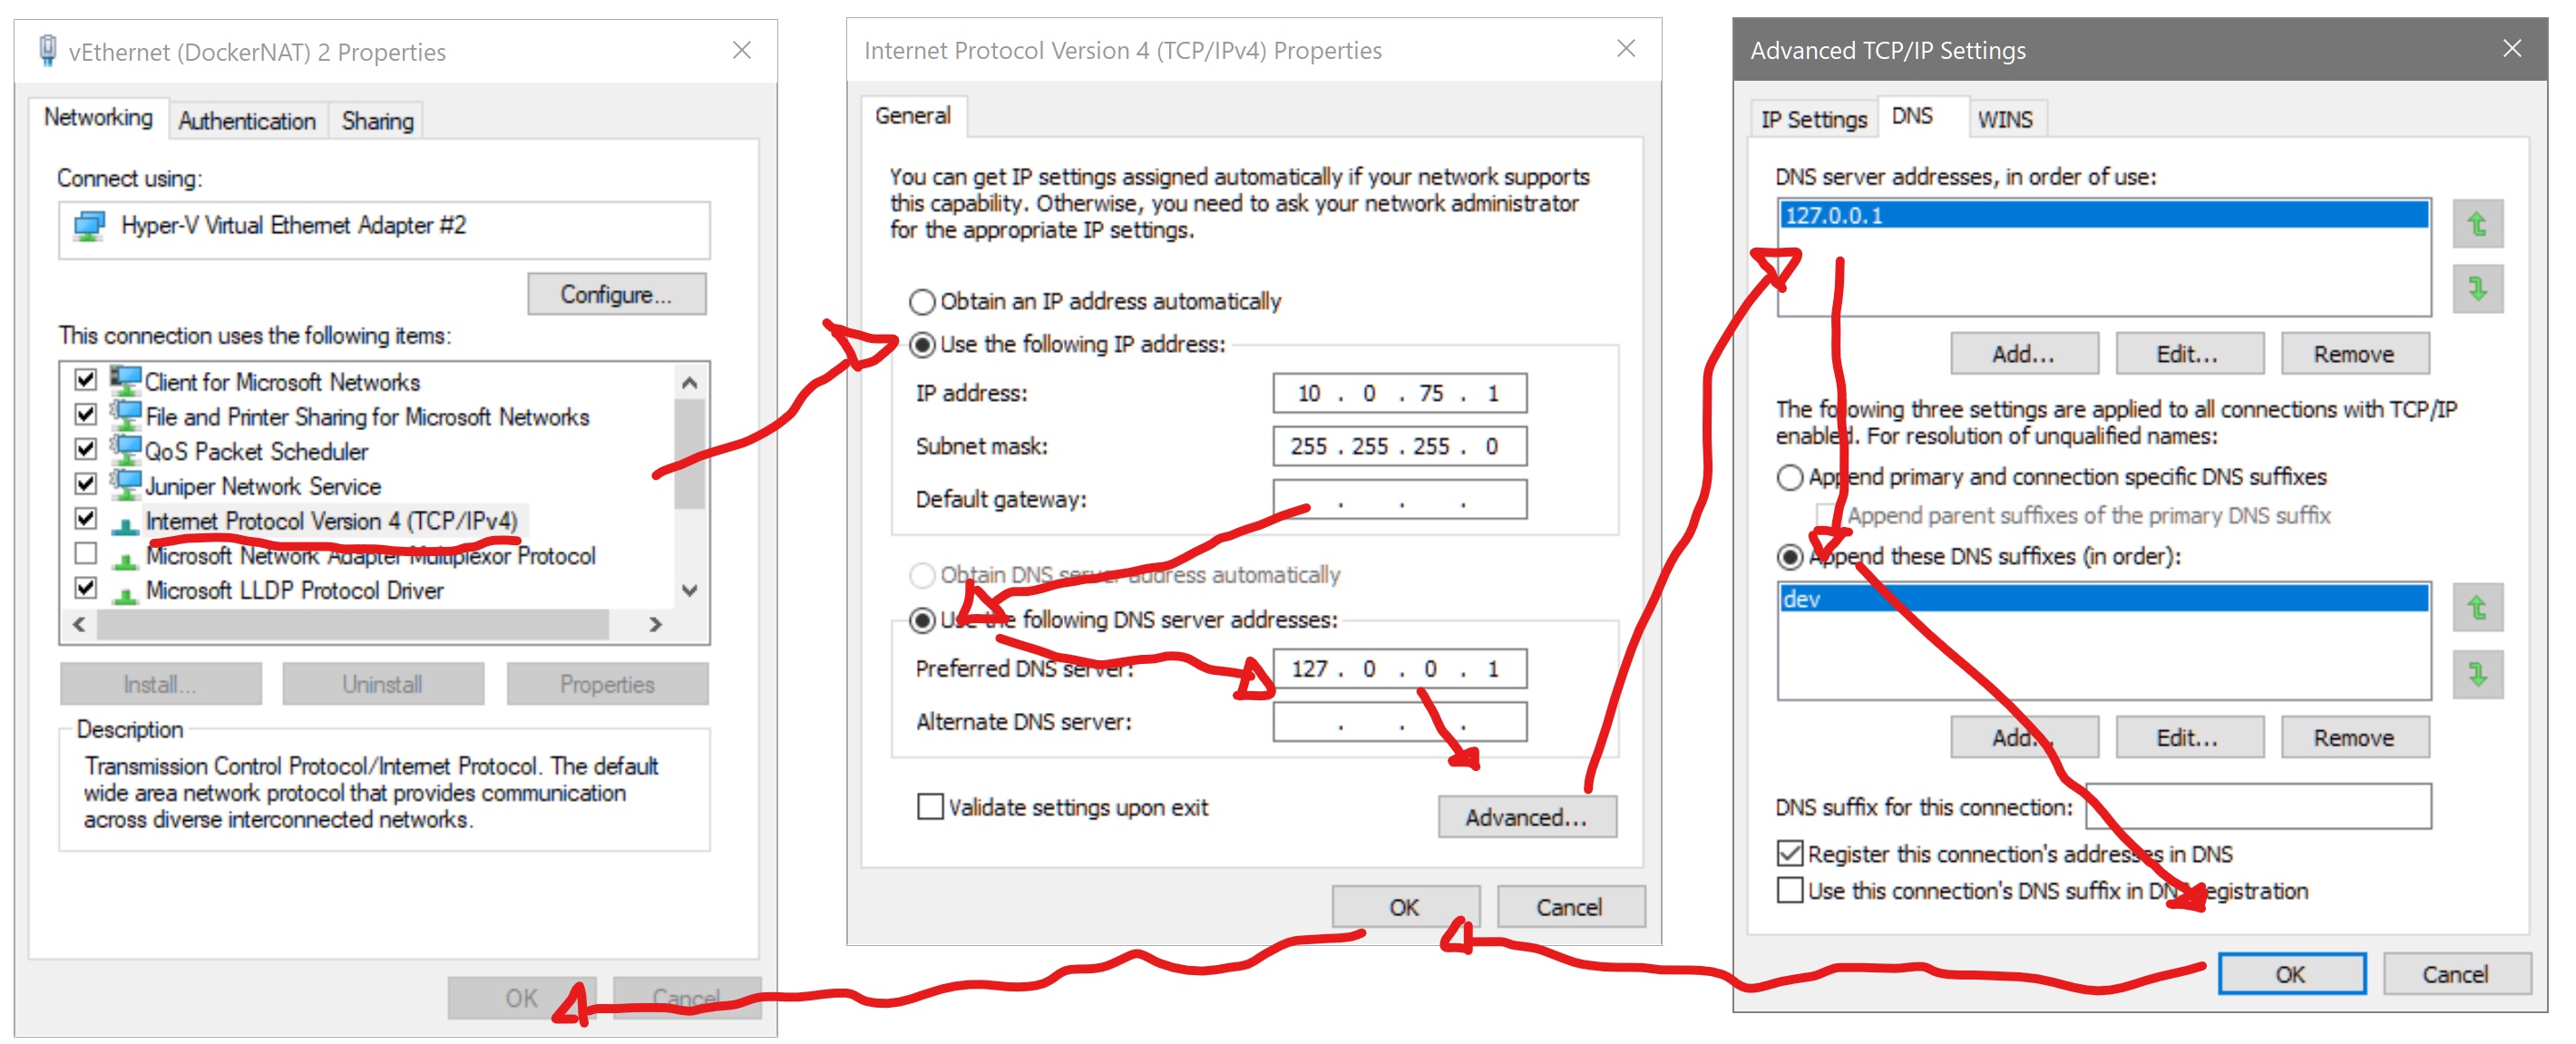 vEthernet (DockerNAT) 2 Properties
Networking
Authentication
Sharing
Connect using:
Hyper-V Virtual Ethernet Adapter #2
Configure...
This connection uses the following items:
Client for Microsoft Networks
File and Printer Sharing for Microsoft Networks
QoS Packet Scheduler
Juniper Network Service
Internet Protocol Version 4 (TCP/IPv4)
Microsoft Network Adapter Multiplexor Protocol
Microsoft LLDP Protocol Driver
Install...
Uninstall
Properties
Description
Transmission Control Protocol/Internet Protocol. The default
wide area network protocol that provides communication
across diverse interconnected networks.
OK
Cancel
Internet Protocol Version 4 (TCP/IPv4) Properties
General
You can get IP settings assigned automatically if your network supports
this capability. Otherwise, you need to ask your network administrator
for the appropriate IP settings.
Obtain an IP address automatically
Use the following IP address:
IP address: 10 . 0 . 75 . 1
Subnet mask: 255 . 255 . 255 . 0
Default gateway: . . .
Obtain DNS server address automatically
Use the following DNS server addresses:
Preferred DNS server: 127 . 0 . 0 . 1
Alternate DNS server: . . .
Validate settings upon exit
Advanced...
OK
Cancel
Advanced TCP/IP Settings
IP Settings
DNS
WINS
DNS server addresses, in order of use:
127.0.0.1
Add...
Edit...
Remove
The following three settings are applied to all connections with TCP/IP
enabled. For resolution of unqualified names:
Append primary and connection specific DNS suffixes
Append parent suffixes of the primary DNS suffix
Append these DNS suffixes (in order):
dev
Add...
Edit...
Remove
DNS suffix for this connection:
Register this connection's addresses in DNS
Use this connection's DNS suffix in DNS registration
OK
Cancel